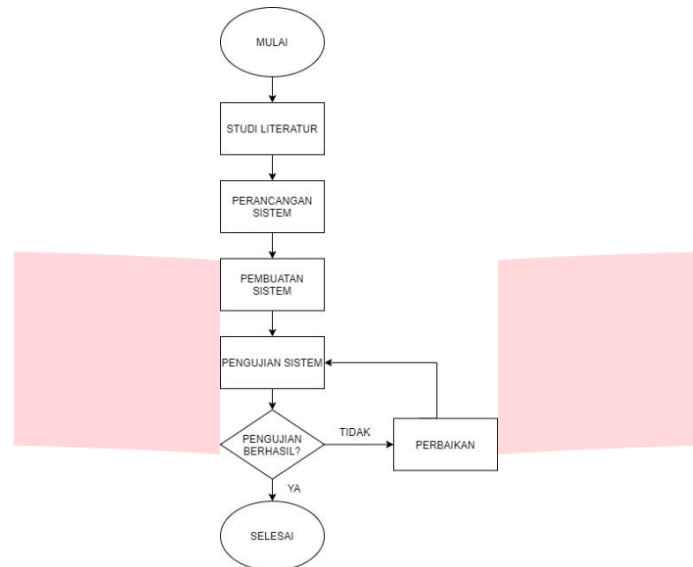 MULAI
STUDI LITERATUR
PERANCANGAN
SISTEM
PEMBUATAN
SISTEM
PENGUJIAN SISTEM
PENGUJIAN
BERHASIL?
TIDAK
PERBAIKAN
YA
SELESAI